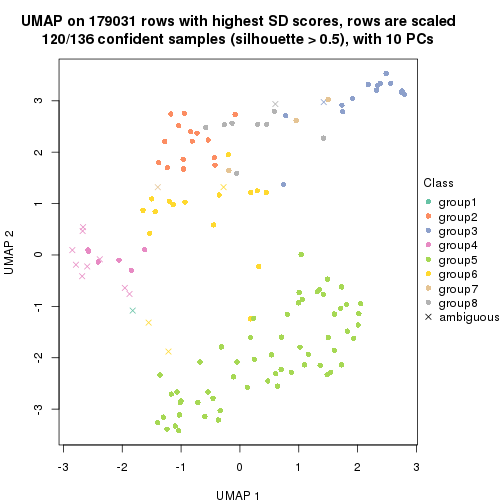 UMAP on 179031 rows with highest SD scores, rows are scaled
120/136 confident samples (silhouette > 0.5), with 10 PCs
3
2
1
0
-1
-2
-3
UMAP 2
-3 -2 -1 0 1 2 3
UMAP 1
Class
group1
group2
group3
group4
group5
group6
group7
group8
ambiguous